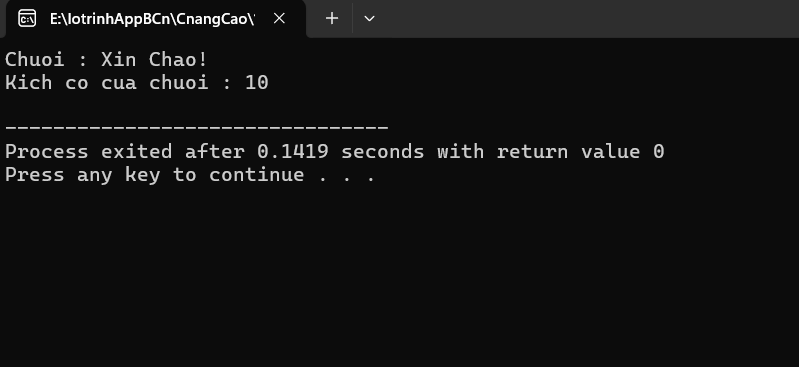 E:\lotrinhAppBCn\CnangCao\
Chuoi : Xin Chao!
Kich co cua chuoi : 10
--------------------------------
Process exited after 0.1419 seconds with return value 0
Press any key to continue . . .